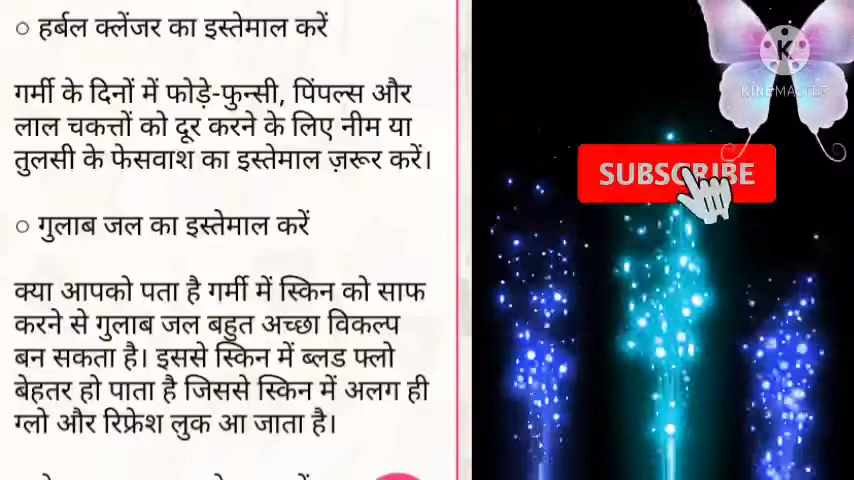 ○ हर्बल क्लेंजर का इस्तेमाल करें
गर्मी के दिनों में फोड़े-फुन्सी, पिंपल्स और
लाल चकत्तों को दूर करने के लिए नीम या
तुलसी के फेसवाश का इस्तेमाल ज़रूर करें।
○ गुलाब जल का इस्तेमाल करें
क्या आपको पता है गर्मी में स्किन को साफ
करने से गुलाब जल बहुत अच्छा विकल्प
बन सकता है। इससे स्किन में ब्लड फ्लो
बेहतर हो पाता है जिससे स्किन में अलग ही
ग्लो और रिफ्रेश लुक आ जाता है।
K
KINEMASTER
SUBSCRIBE